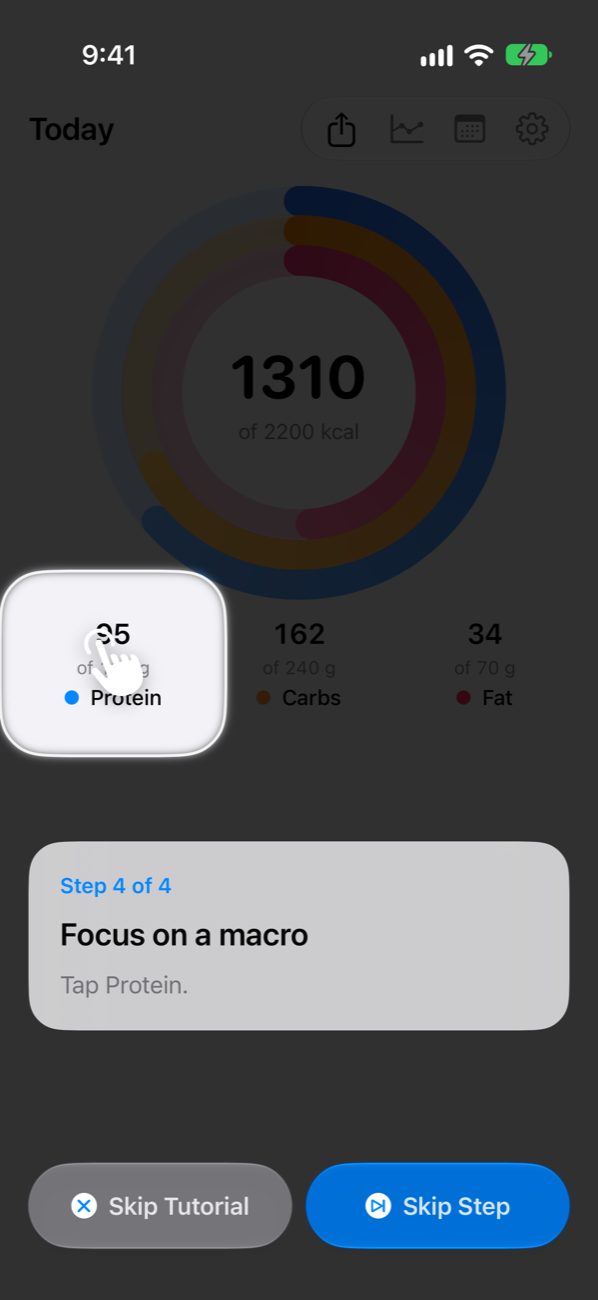 9:41
Today
1310
of 2200 kcal
95 162 34
of g of 240 g of 70 g
Protein Carbs Fat
Step 4 of 4
Focus on a macro
Tap Protein.
Skip Tutorial Skip Step